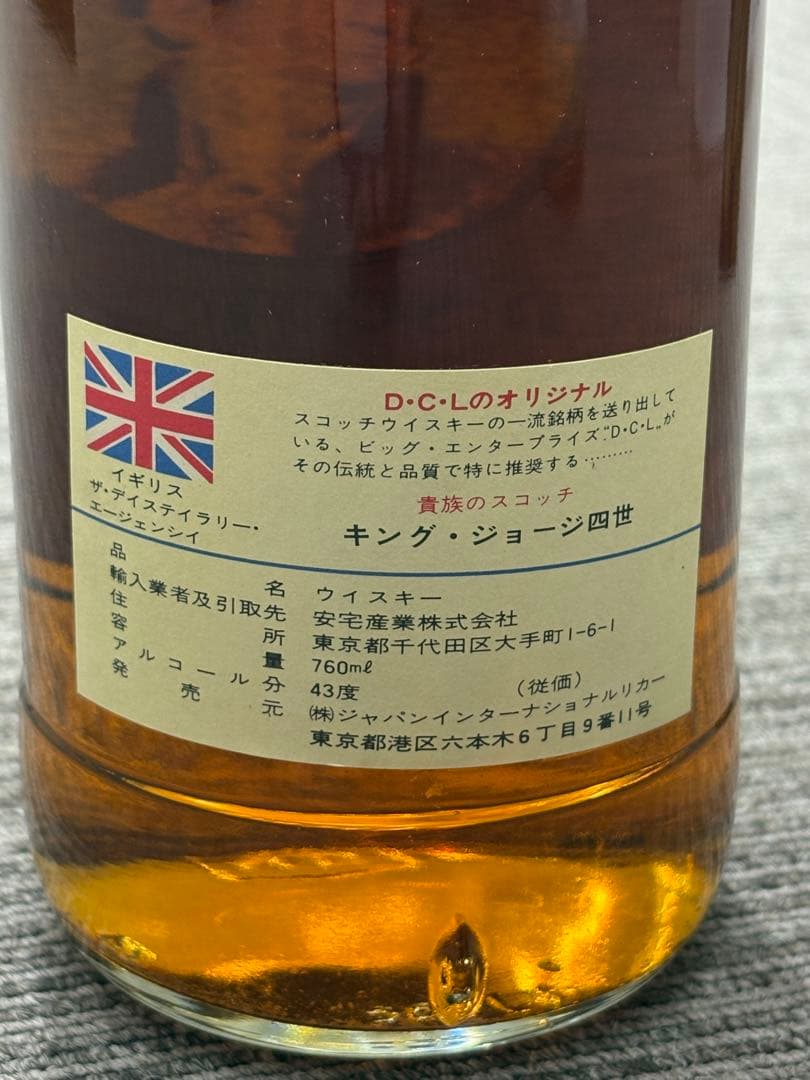 イギリス
ザ・デイステイラリー・
エージェンシイ
D・C・Lのオリジナル
スコッチウイスキーの一流銘柄を送り出して
いる、ビッグ・エンタープライズ“D・C・L„が
その伝統と品質で特に推奨する………
貴族のスコッチ
キング・ジョージ四世
品名 ウイスキー
輸入業者及引取先 安宅産業株式会社
住所 東京都千代田区大手町1-6-1
容量 760mℓ
アルコール分 43度 (従価)
発売元 ㈱ジャパンインターナショナルリカー
東京都港区六本木6丁目9番11号